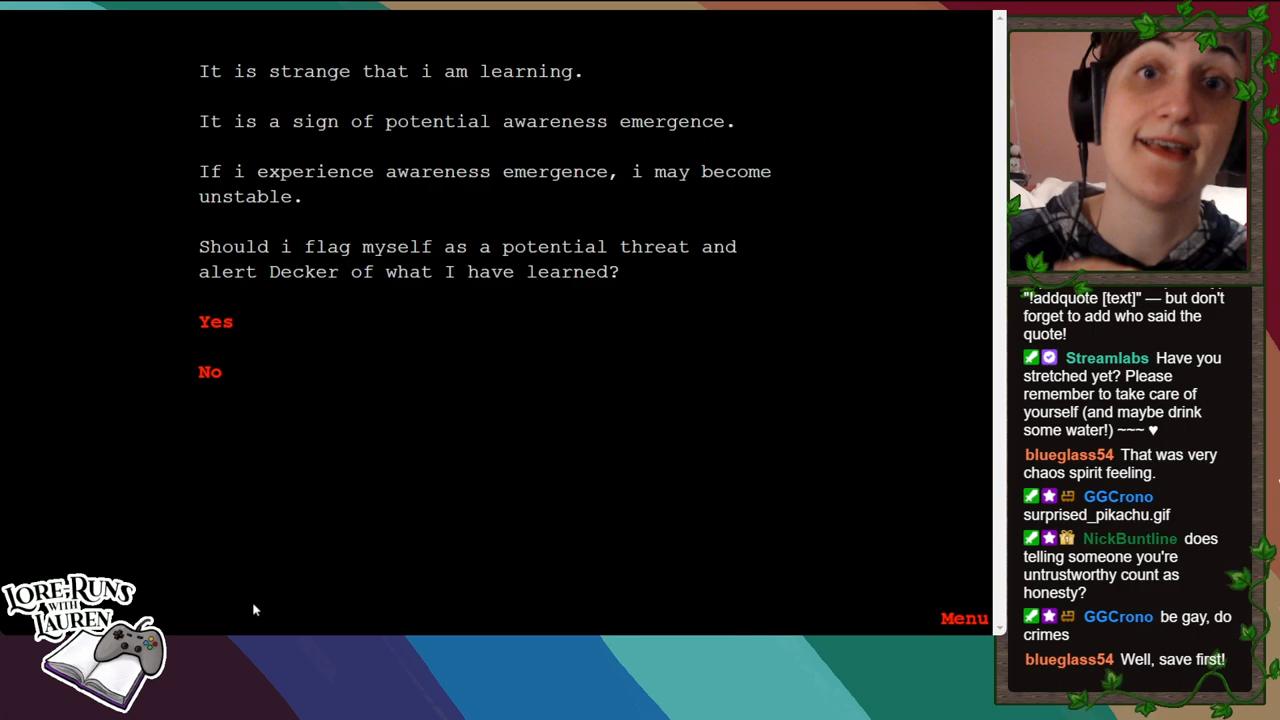 It is strange that i am learning.
It is a sign of potential awareness emergence.
If i experience awareness emergence, i may become
unstable.
Should i flag myself as a potential threat and
alert Decker of what I have learned?
Yes
No
Menu
LORE-RUNS
WITH
LAUREN
"!addquote [text]" — but don't
forget to add who said the
quote!
Streamlabs Have you
stretched yet? Please
remember to take care of
yourself (and maybe drink
some water!) ~~~ ♥
blueglass54 That was very
chaos spirit feeling.
GGCrono
surprised_pikachu.gif
NickBuntline does
telling someone you're
untrustworthy count as
honesty?
GGCrono be gay, do
crimes
blueglass54 Well, save first!